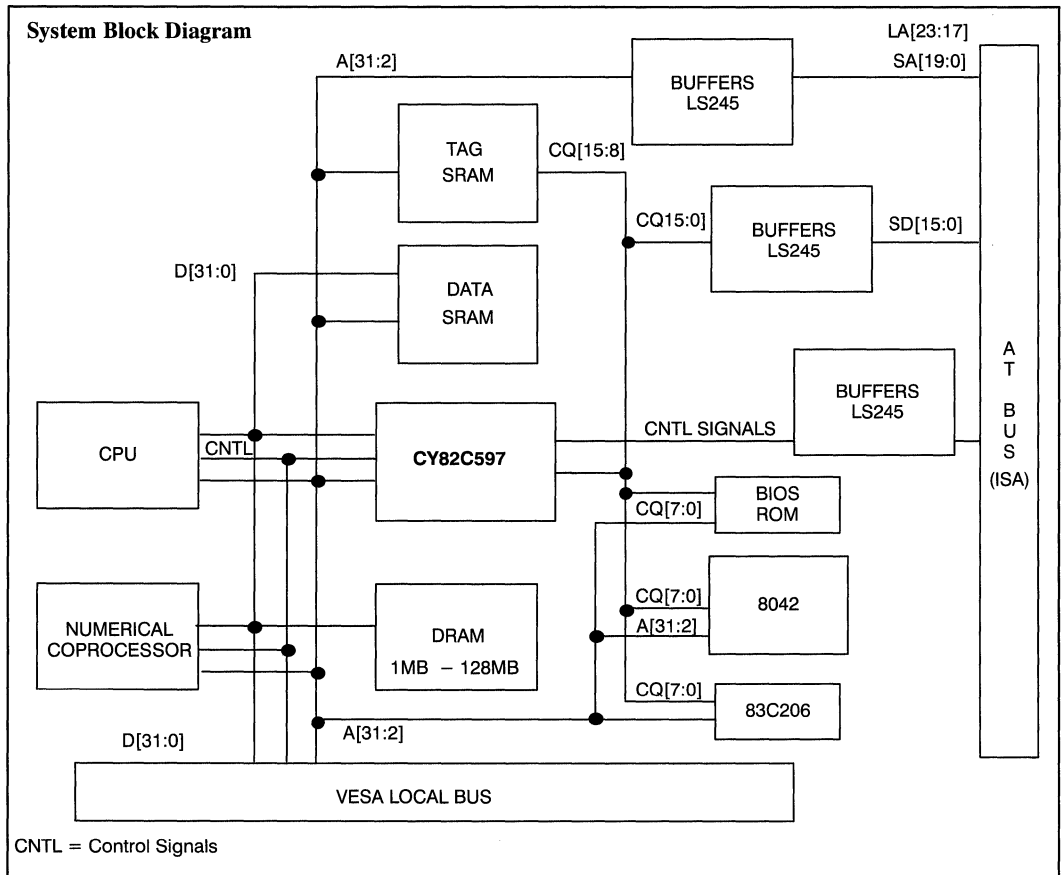 System Block Diagram
LA[23:17]
A[31:2]
SA[19:0]
BUFFERS
LS245
TAG
SRAM
CQ[15:8]
CQ15:0]
BUFFERS
LS245
SD[15:0]
D[31:0]
DATA
SRAM
A
T
B
U
S
(ISA)
BUFFERS
LS245
CPU
CNTL
CY82C597
CNTL SIGNALS
BIOS
ROM
CQ[7:0]
NUMERICAL
COPROCESSOR
DRAM
1MB – 128MB
CQ[7:0]
A[31:2]
8042
CQ[7:0]
83C206
D[31:0]
A[31:2]
VESA LOCAL BUS
CNTL = Control Signals